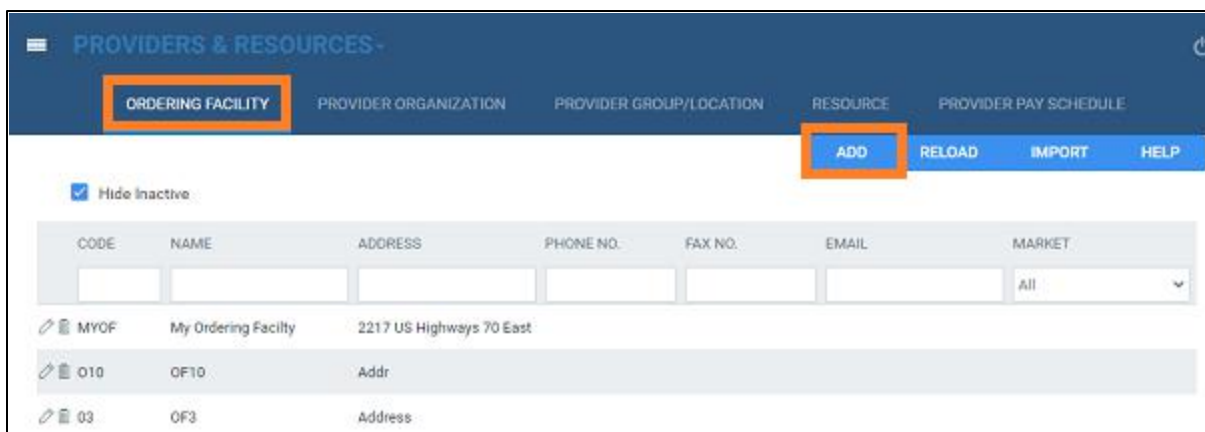 PROVIDERS & RESOURCES
ORDERING FACILITY PROVIDER ORGANIZATION PROVIDER GROUP/LOCATION RESOURCE PROVIDER PAY SCHEDULE
ADD RELOAD IMPORT HELP
Hide Inactive
CODE NAME ADDRESS PHONE NO. FAX NO. EMAIL MARKET
All
MYOF My Ordering Facilty 2217 US Highways 70 East
O10 OF10 Addr
03 OF3 Address